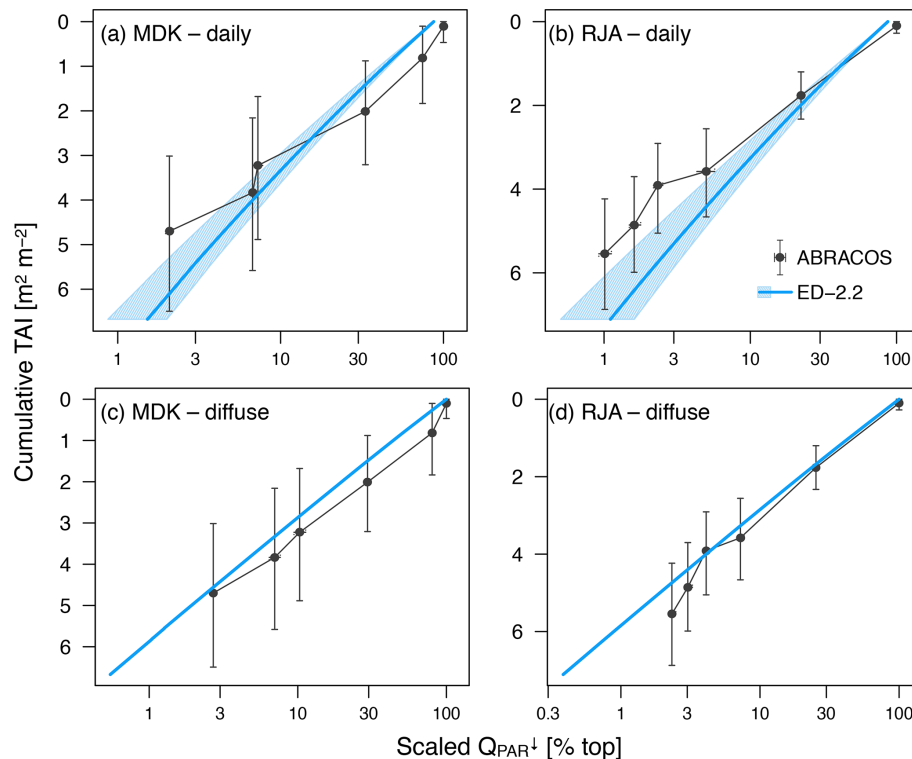 (a) MDK – daily
0
1
2
3
4
5
6
1 3 10 30 100
(b) RJA – daily
0
2
4
6
ABRACOS
ED−2.2
1 3 10 30 100
(c) MDK – diffuse
0
1
2
3
4
5
6
1 3 10 30 100
(d) RJA – diffuse
0
2
4
6
0.3 1 3 10 30 100
Cumulative TAI [m² m⁻²]
Scaled Q_PAR↓ [% top]